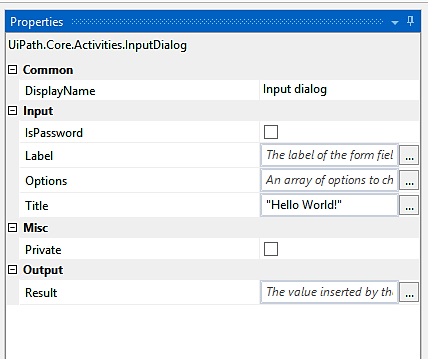 Properties
UiPath.Core.Activities.InputDialog
Common
DisplayName Input dialog
Input
IsPassword
Label The label of the form fiel ...
Options An array of options to ch ...
Title "Hello World!" ...
Misc
Private
Output
Result The value inserted by the ...